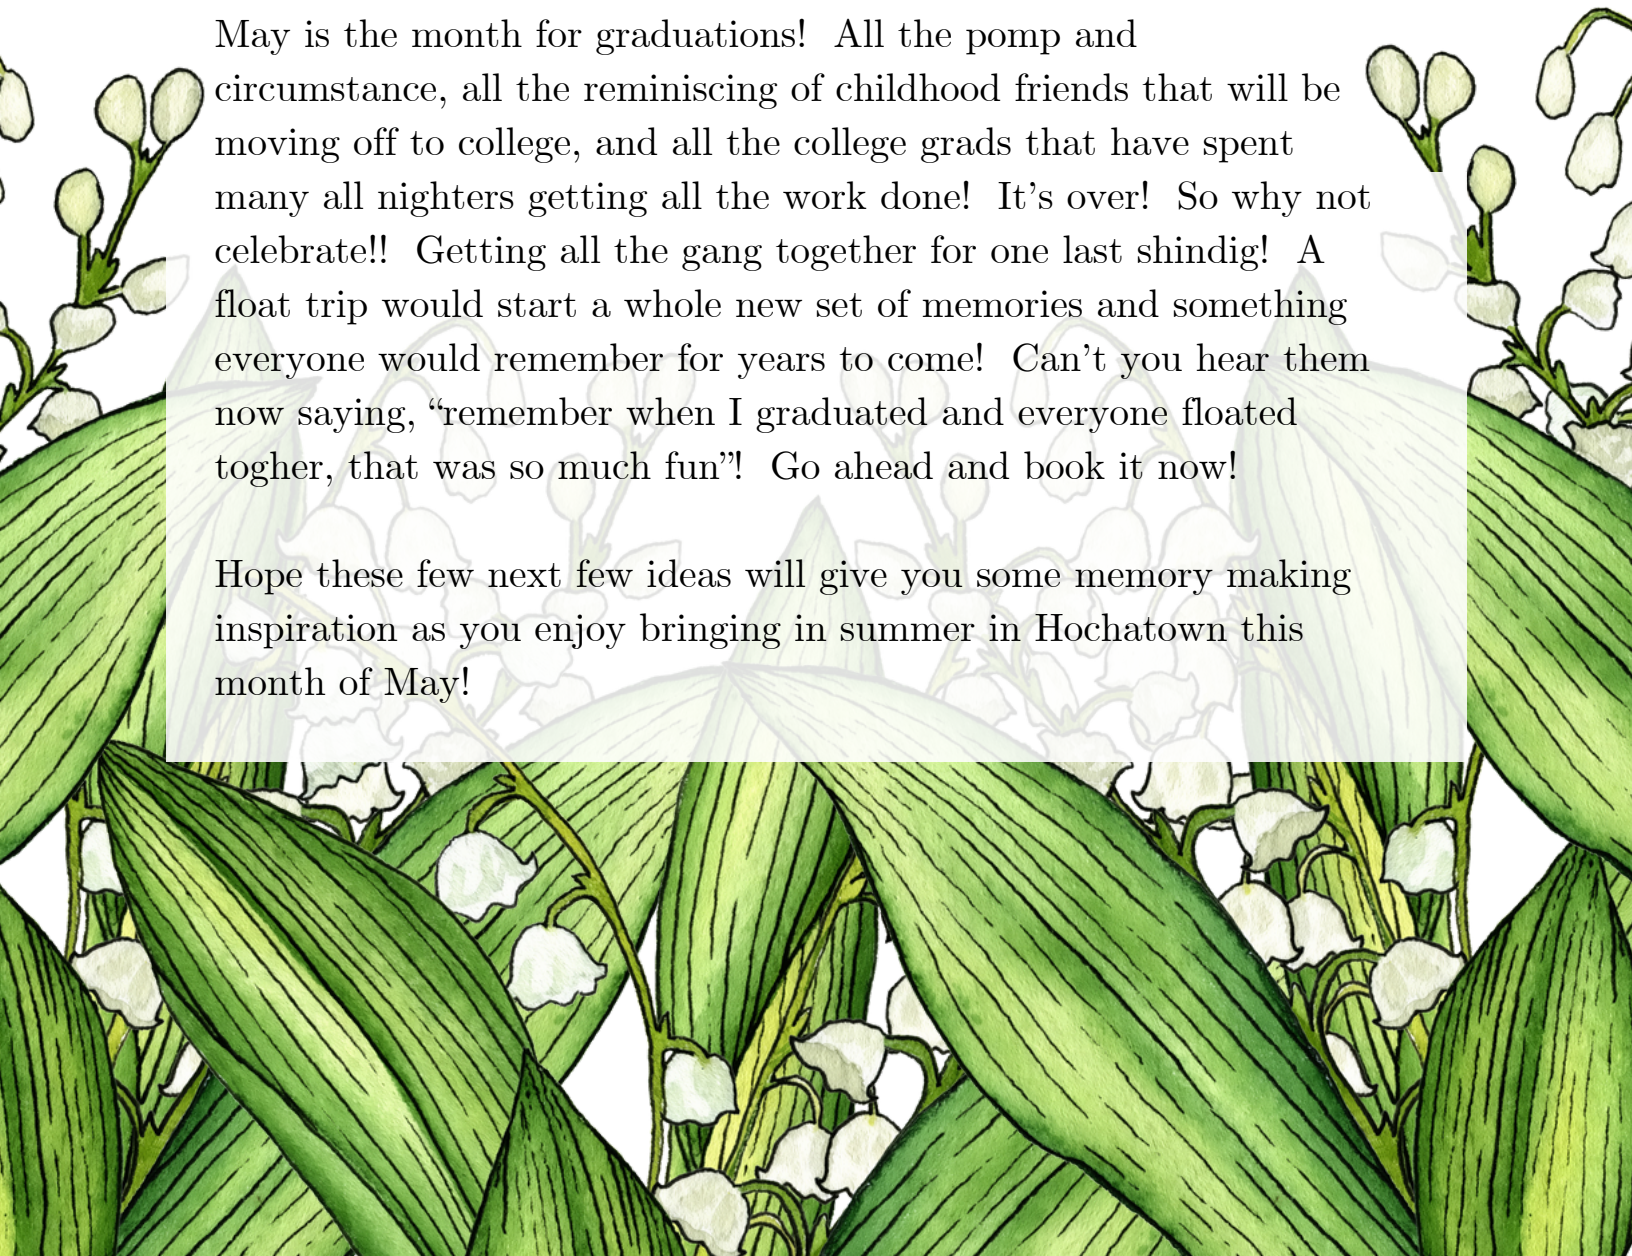 May is the month for graduations!  All the pomp and
circumstance, all the reminiscing of childhood friends that will be
moving off to college, and all the college grads that have spent
many all nighters getting all the work done!  It's over!  So why not
celebrate!!  Getting all the gang together for one last shindig!  A
float trip would start a whole new set of memories and something
everyone would remember for years to come!  Can't you hear them
now saying, “remember when I graduated and everyone floated
togher, that was so much fun”!  Go ahead and book it now!
Hope these few next few ideas will give you some memory making
inspiration as you enjoy bringing in summer in Hochatown this
month of May!